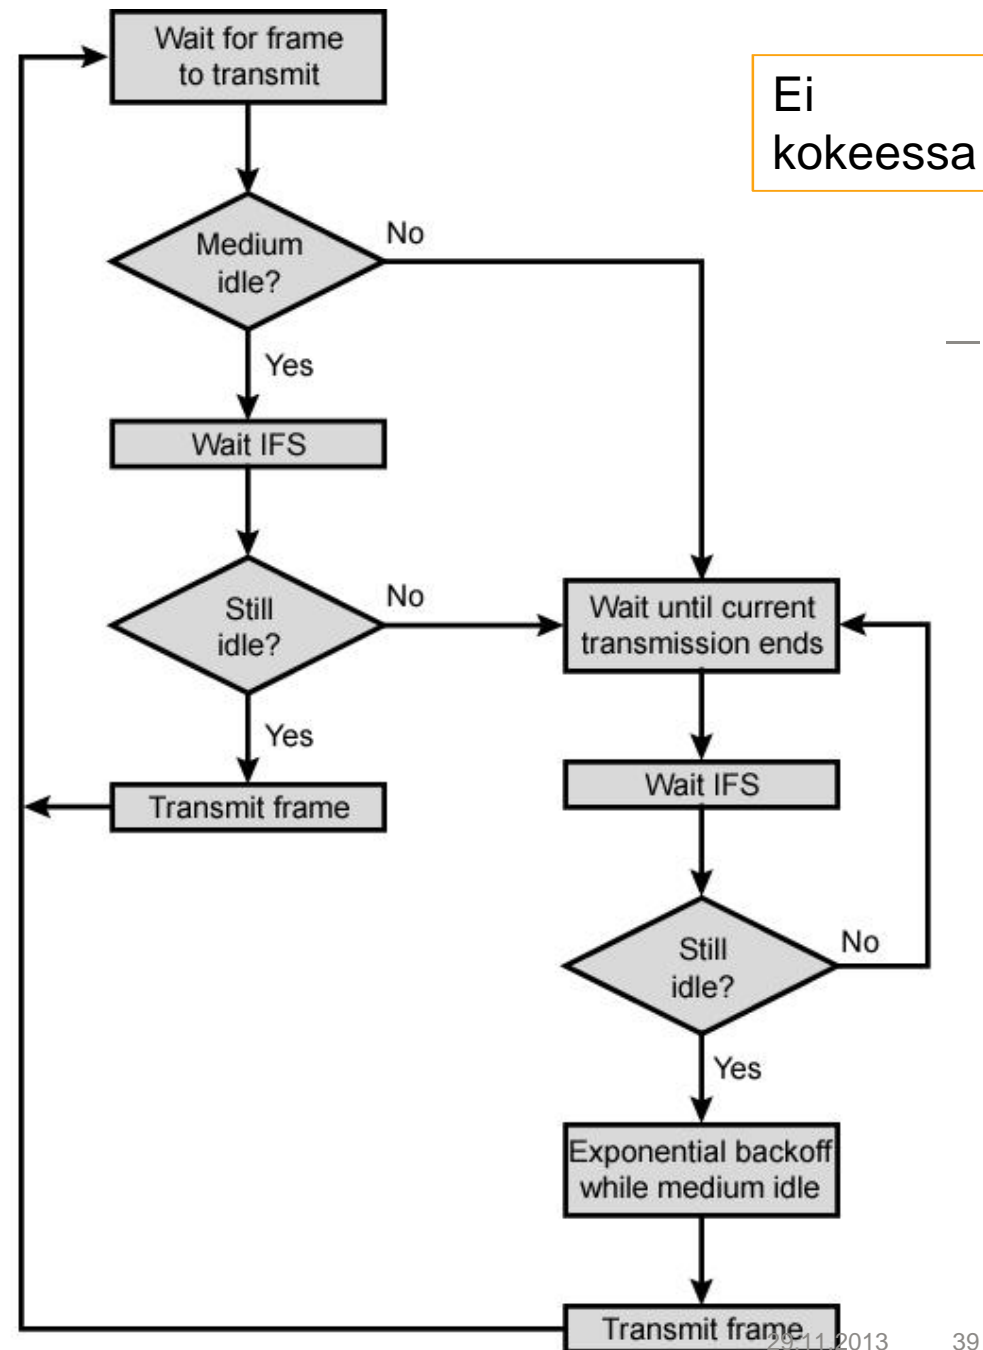 Wait for frame
to transmit
Ei
kokeessa
Medium
idle?
No
Yes
Wait IFS
Still
idle?
No
Wait until current
transmission ends
Yes
Wait IFS
Transmit frame
Still
idle?
No
Yes
Exponential backoff
while medium idle
Transmit frame
29.11.2013
39